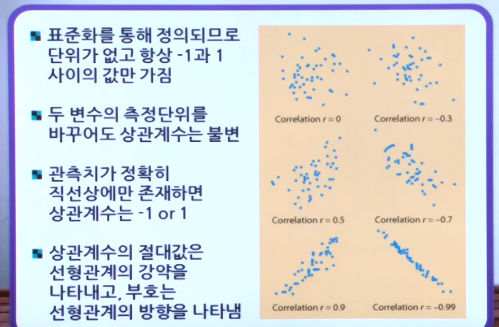 표준화를 통해 정의되므로
단위가 없고 항상 -1과 1
사이의 값만 가짐
두 변수의 측정단위를
바꾸어도 상관계수는 불변
관측치가 정확히
직선상에만 존재하면
상관계수는 -1 or 1
상관계수의 절대값은
선형관계의 강약을
나타내고, 부호는
선형관계의 방향을 나타냄
Correlation r = 0
Correlation r = –0.3
Correlation r = 0.5
Correlation r = –0.7
Correlation r = 0.9
Correlation r = –0.99